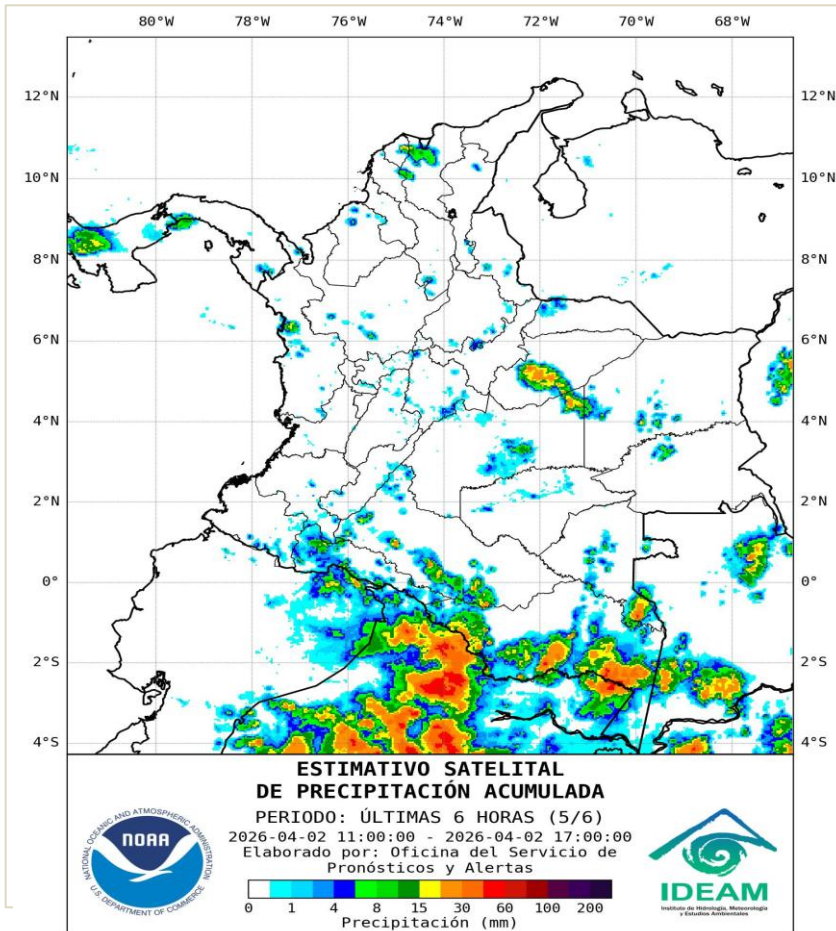 80°W 78°W 76°W 74°W 72°W 70°W 68°W
12°N 12°N
10°N 10°N
8°N 8°N
6°N 6°N
4°N 4°N
2°N 2°N
0° 0°
2°S 2°S
4°S 4°S
ESTIMATIVO SATELITAL
DE PRECIPITACIÓN ACUMULADA
PERIODO: ÚLTIMAS 6 HORAS (5/6)
2026-04-02 11:00:00 - 2026-04-02 17:00:00
Elaborado por: Oficina del Servicio de
Pronósticos y Alertas
0 1 4 8 15 30 60 100 200
Precipitación (mm)
NATIONAL OCEANIC AND ATMOSPHERIC ADMINISTRATION
NOAA
U.S. DEPARTMENT OF COMMERCE
IDEAM
Instituto de Hidrología, Meteorología
y Estudios Ambientales